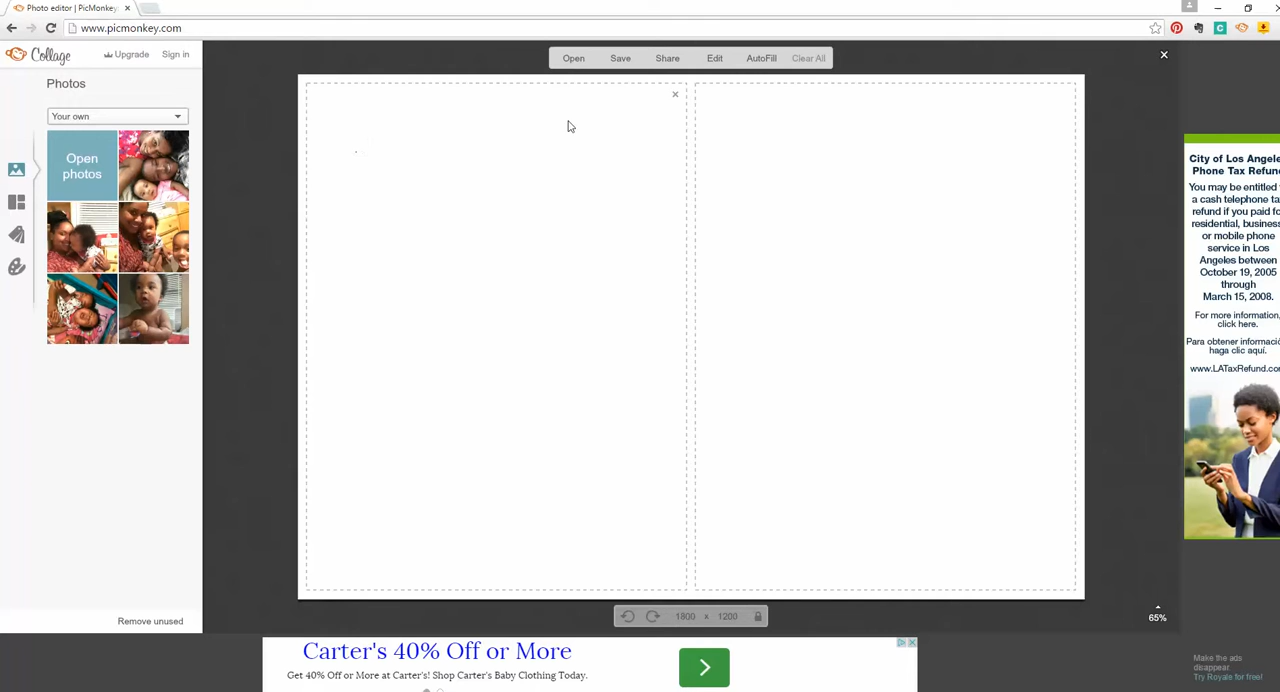 Photo editor | PicMonkey:
www.picmonkey.com
Collage
Upgrade
Sign in
Open
Save
Share
Edit
AutoFill
Clear All
Photos
Your own
Open
photos
City of Los Angele
Phone Tax Refun
You may be entitled
a cash telephone ta
refund if you paid fo
residential, business
or mobile phone
service in Los
Angeles between
October 19, 2005
through
March 15, 2008.
For more information,
click here.
Para obtener informació
haga clic aquí.
www.LATaxRefund.co
Remove unused
1800 x 1200
65%
Carter's 40% Off or More
Get 40% Off or More at Carter's! Shop Carter's Baby Clothing Today.
Make the ads
disappear.
Try Royale for free!